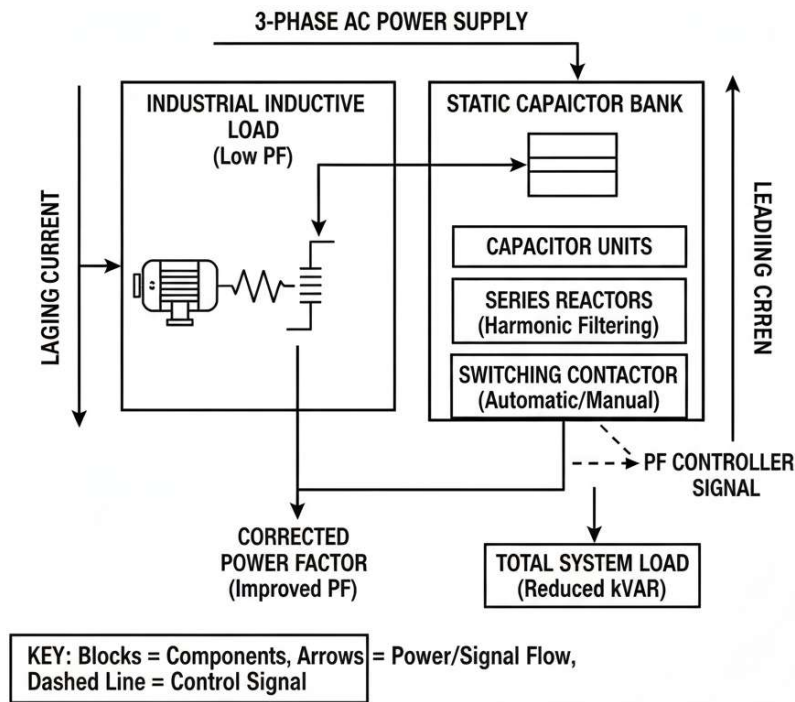 3-PHASE AC POWER SUPPLY
INDUSTRIAL INDUCTIVE
LOAD
(Low PF)
STATIC CAPAICTOR BANK
LAGING CURRENT
LEADIING CRREN
CAPACITOR UNITS
SERIES REACTORS
(Harmonic Filtering)
SWITCHING CONTACTOR
(Automatic/Manual)
PF CONTROLLER
SIGNAL
CORRECTED
POWER FACTOR
(Improved PF)
TOTAL SYSTEM LOAD
(Reduced kVAR)
KEY: Blocks = Components, Arrows = Power/Signal Flow,
Dashed Line = Control Signal